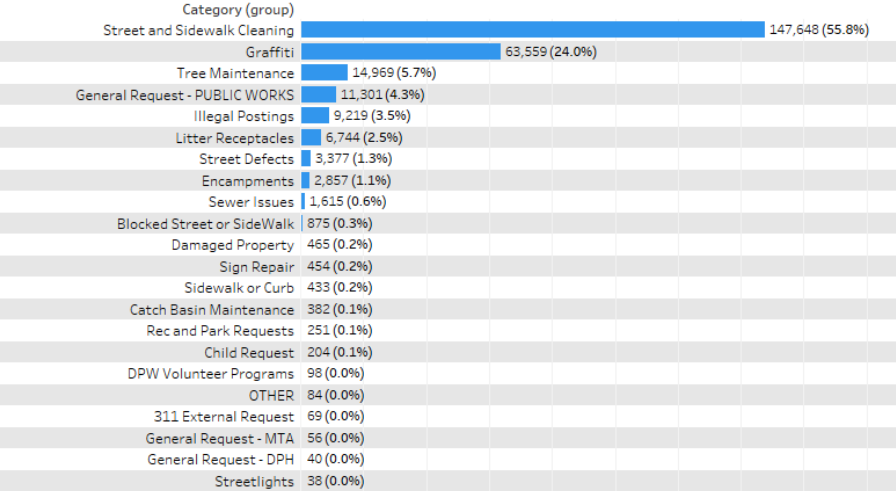 Category (group)
Street and Sidewalk Cleaning 147,648 (55.8%)
Graffiti 63,559 (24.0%)
Tree Maintenance 14,969 (5.7%)
General Request - PUBLIC WORKS 11,301 (4.3%)
Illegal Postings 9,219 (3.5%)
Litter Receptacles 6,744 (2.5%)
Street Defects 3,377 (1.3%)
Encampments 2,857 (1.1%)
Sewer Issues 1,615 (0.6%)
Blocked Street or SideWalk 875 (0.3%)
Damaged Property 465 (0.2%)
Sign Repair 454 (0.2%)
Sidewalk or Curb 433 (0.2%)
Catch Basin Maintenance 382 (0.1%)
Rec and Park Requests 251 (0.1%)
Child Request 204 (0.1%)
DPW Volunteer Programs 98 (0.0%)
OTHER 84 (0.0%)
311 External Request 69 (0.0%)
General Request - MTA 56 (0.0%)
General Request - DPH 40 (0.0%)
Streetlights 38 (0.0%)